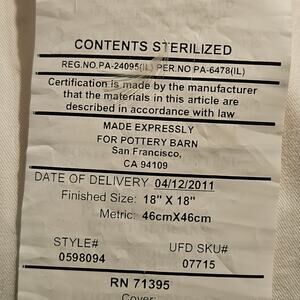 CONTENTS STERILIZED
REG.NO.PA-24095(IL) PER.NO PA-6478(IL)
Certification is made by the manufacturer
that the materials in this article are
described in accordance with law
MADE EXPRESSLY
FOR POTTERY BARN
San Francisco,
CA 94109
DATE OF DELIVERY 04/12/2011
Finished Size: 18" X 18"
Metric: 46cmX46cm
STYLE# UFD SKU#
0598094 07715
RN 71395
Cover: